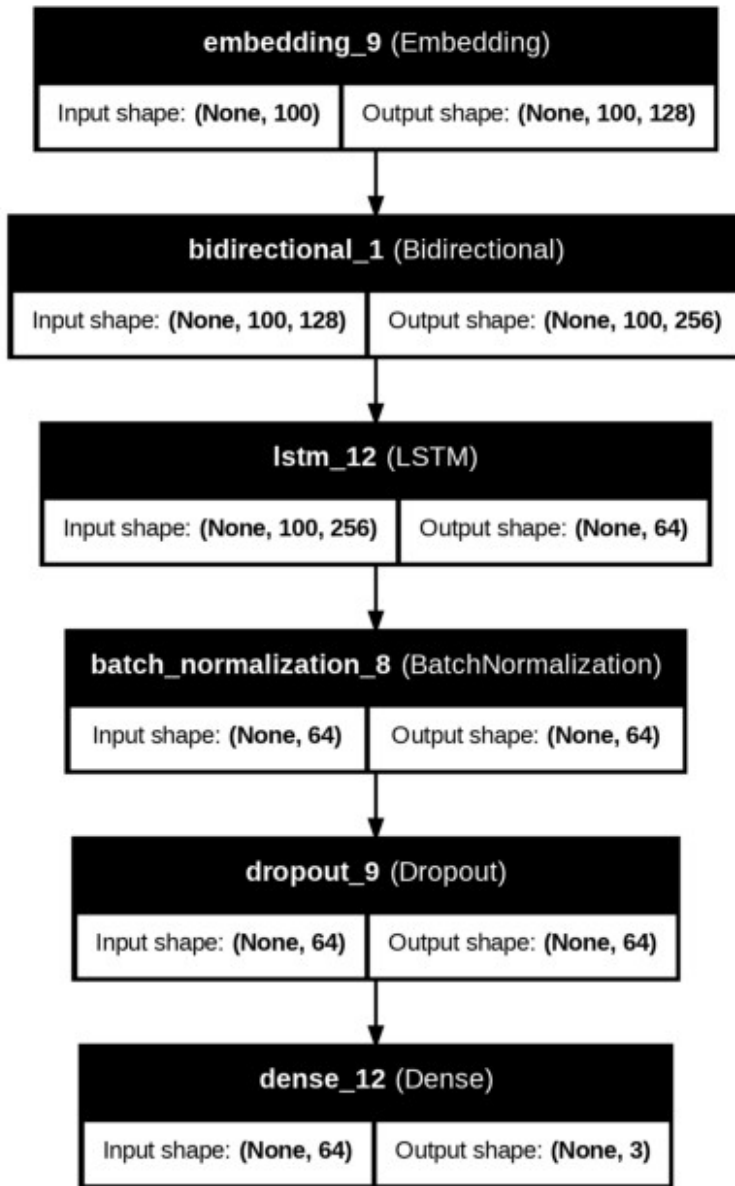 embedding_9 (Embedding)
Input shape: (None, 100) Output shape: (None, 100, 128)
bidirectional_1 (Bidirectional)
Input shape: (None, 100, 128) Output shape: (None, 100, 256)
lstm_12 (LSTM)
Input shape: (None, 100, 256) Output shape: (None, 64)
batch_normalization_8 (BatchNormalization)
Input shape: (None, 64) Output shape: (None, 64)
dropout_9 (Dropout)
Input shape: (None, 64) Output shape: (None, 64)
dense_12 (Dense)
Input shape: (None, 64) Output shape: (None, 3)